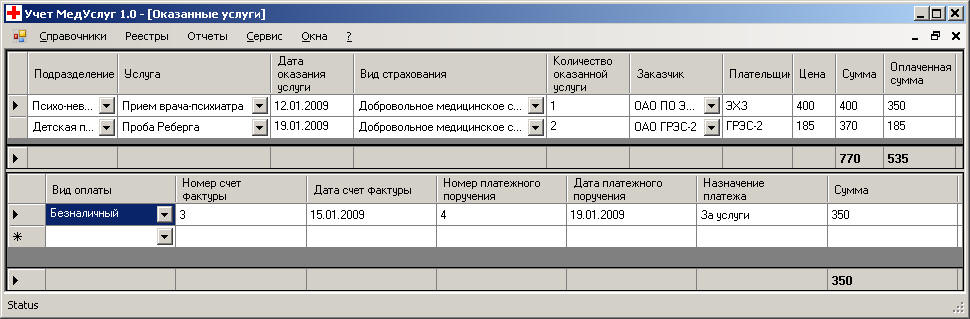 Учет МедУслуг 1.0 - [Оказанные услуги]
Справочники Реестры Отчеты Сервис Окна ?
Подразделение Услуга Дата оказания услуги Вид страхования Количество оказанной услуги Заказчик Плательщик Цена Сумма Оплаченная сумма
Психо-нев... Прием врача-психиатра 12.01.2009 Добровольное медицинское с... 1 ОАО ПО Э... ЭХЗ 400 400 350
Детская п... Проба Реберга 19.01.2009 Добровольное медицинское с... 2 ОАО ГРЭС-2 ГРЭС-2 185 370 185
770 535
Вид оплаты Номер счет фактуры Дата счет фактуры Номер платежного поручения Дата платежного поручения Назначение платежа Сумма
Безналичный 3 15.01.2009 4 19.01.2009 За услуги 350
350
Status